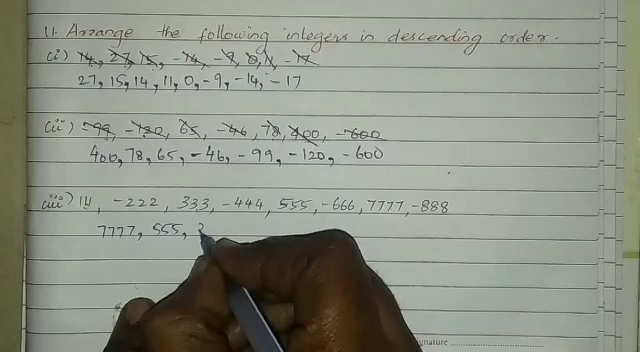 11. Arrange the following integers in descending order.
(i) 14, 27, 15, -14, -9, 0, 11, -17
27, 15, 14, 11, 0, -9, -14, -17
(ii) -99, -120, 65, -46, 78, 400, -600
400, 78, 65, -46, -99, -120, -600
(iii) 111, -222, 333, -444, 555, -666, 7777, -888
7777, 555, 3